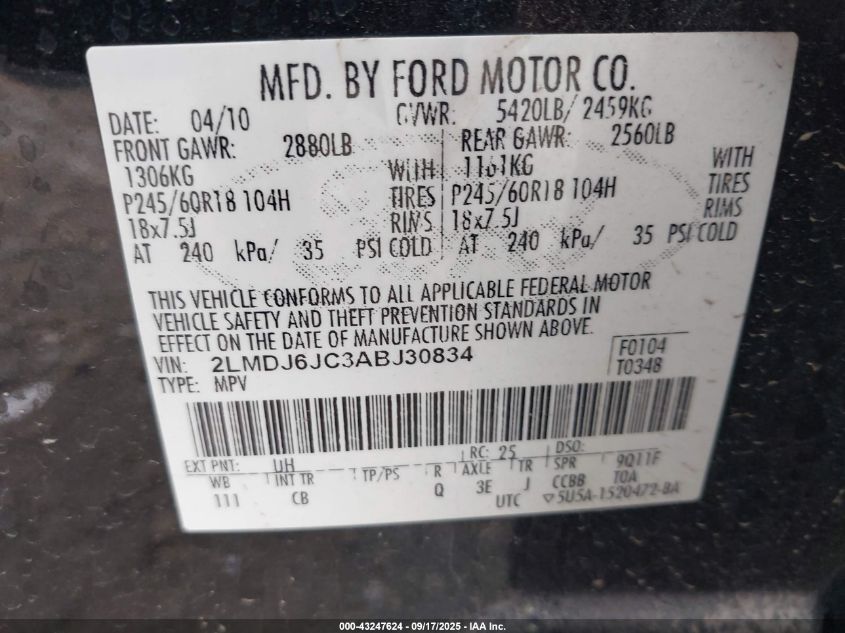 MFD. BY FORD MOTOR CO.
DATE: 04/10 GVWR: 5420LB/ 2459KG
FRONT GAWR: 2880LB REAR GAWR: 2560LB
1306KG WITH 1161KG WITH
P245/60R18 104H TIRES P245/60R18 104H TIRES
18x7.5J RIMS 18x7.5J RIMS
AT 240 kPa/ 35 PSI COLD AT 240 kPa/ 35 PSI COLD
THIS VEHICLE CONFORMS TO ALL APPLICABLE FEDERAL MOTOR
VEHICLE SAFETY AND THEFT PREVENTION STANDARDS IN
EFFECT ON THE DATE OF MANUFACTURE SHOWN ABOVE.
VIN: 2LMDJ6JC3ABJ30834 F0104
TYPE: MPV T0348
EXT PNT: UH RC: 25 DSO:
WB INT TR TP/PS R AXLE TR SPR 9Q11F
111 CB Q 3E J CCBB TOA
UTC ▽5U5A-1520472-BA
000-43247624 - 09/17/2025 - IAA Inc.